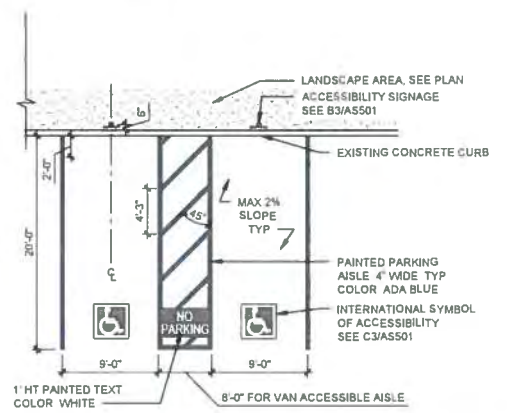 LANDSCAPE AREA, SEE PLAN
ACCESSIBILITY SIGNAGE
SEE B3/AS501
6"
EXISTING CONCRETE CURB
2'-0"
4'-3"
45°
MAX 2%
SLOPE
TYP
20'-0"
PAINTED PARKING
AISLE 4" WIDE TYP
COLOR ADA BLUE
CL
NO
PARKING
INTERNATIONAL SYMBOL
OF ACCESSIBILITY
SEE C3/AS501
9'-0"
9'-0"
1' HT PAINTED TEXT
COLOR WHITE
8'-0" FOR VAN ACCESSIBLE AISLE